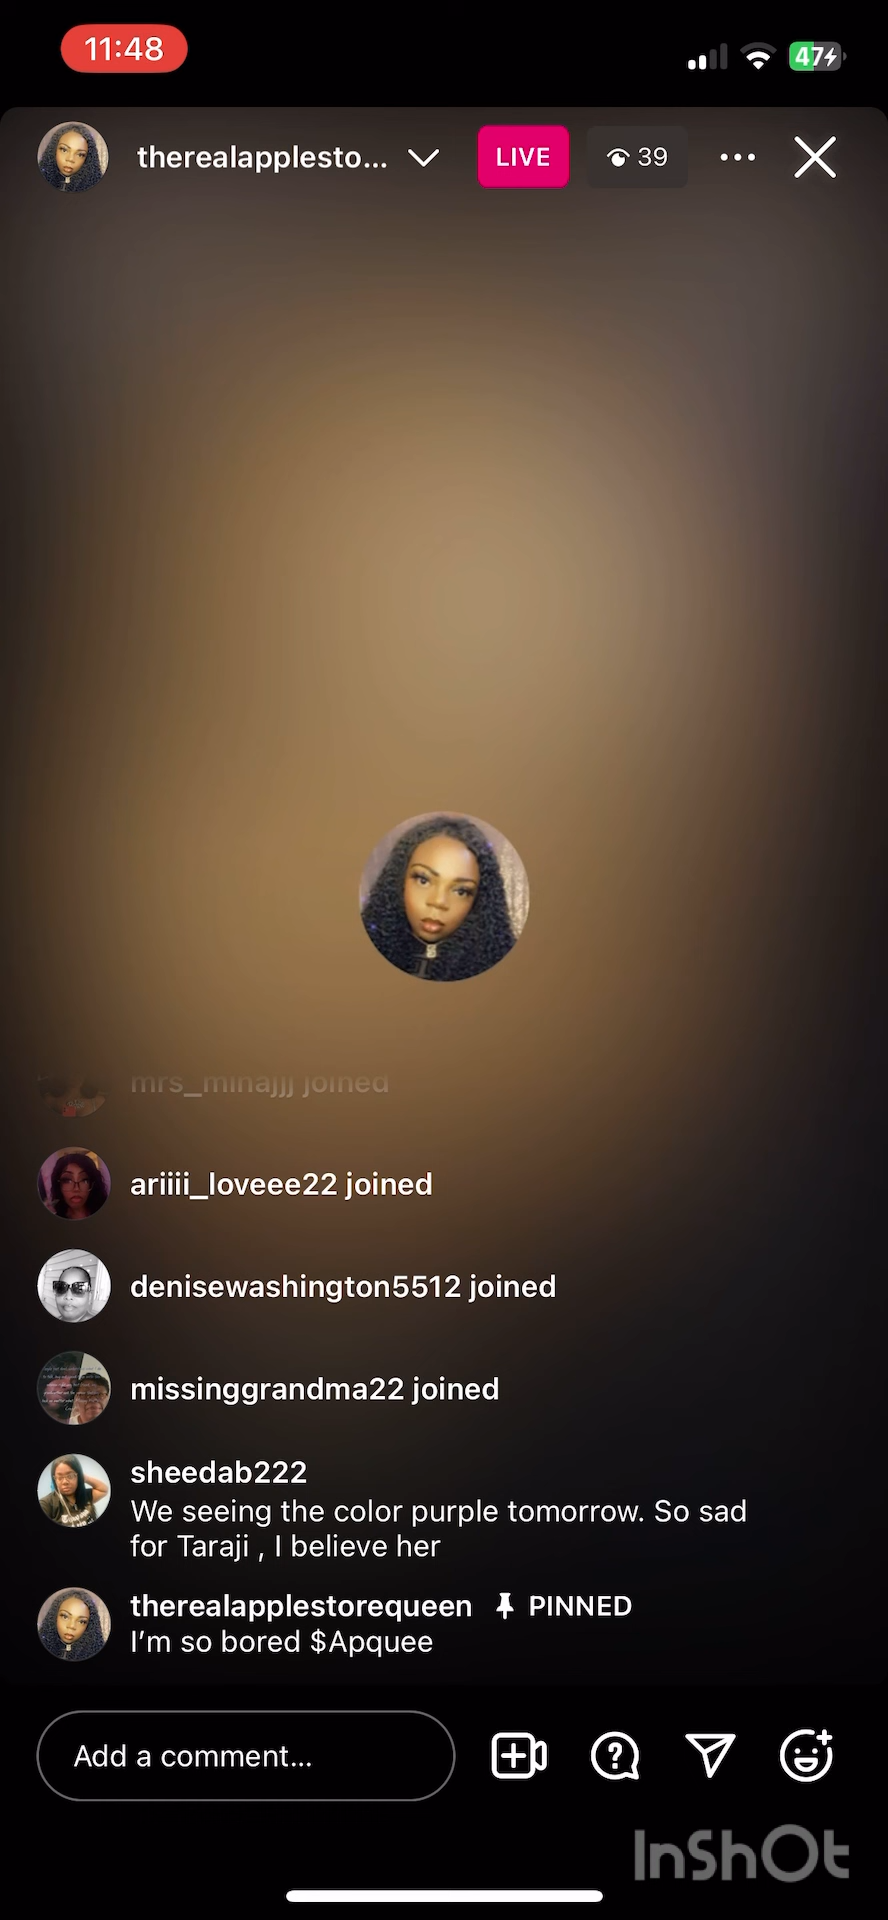 11:48
47
therealapplesto...
LIVE
39
mrs_minajjj joined
ariiii_loveee22 joined
denisewashington5512 joined
missinggrandma22 joined
sheedab222
We seeing the color purple tomorrow. So sad
for Taraji , I believe her
therealapplestorequeen PINNED
I'm so bored $Apquee
Add a comment...
InShOt